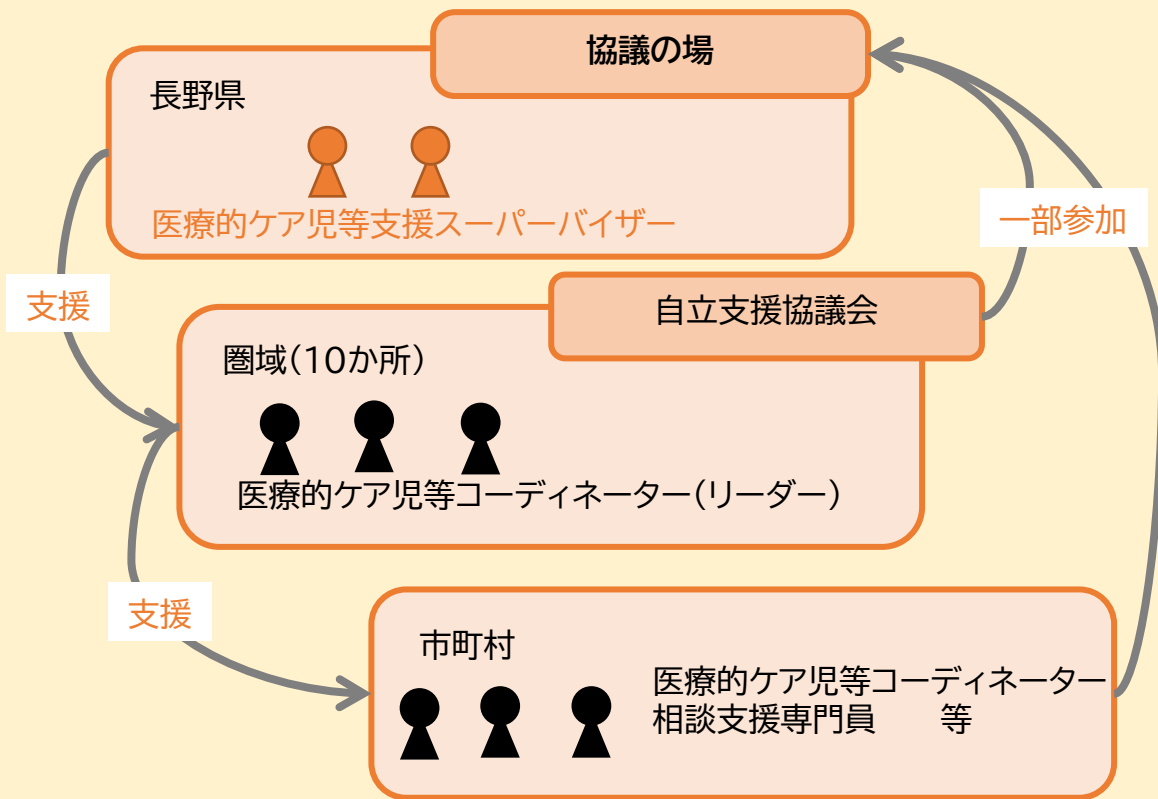 協議の場
長野県
医療的ケア児等支援スーパーバイザー
一部参加
支援
自立支援協議会
圏域(10か所)
医療的ケア児等コーディネーター(リーダー)
支援
市町村
医療的ケア児等コーディネーター
相談支援専門員　　等